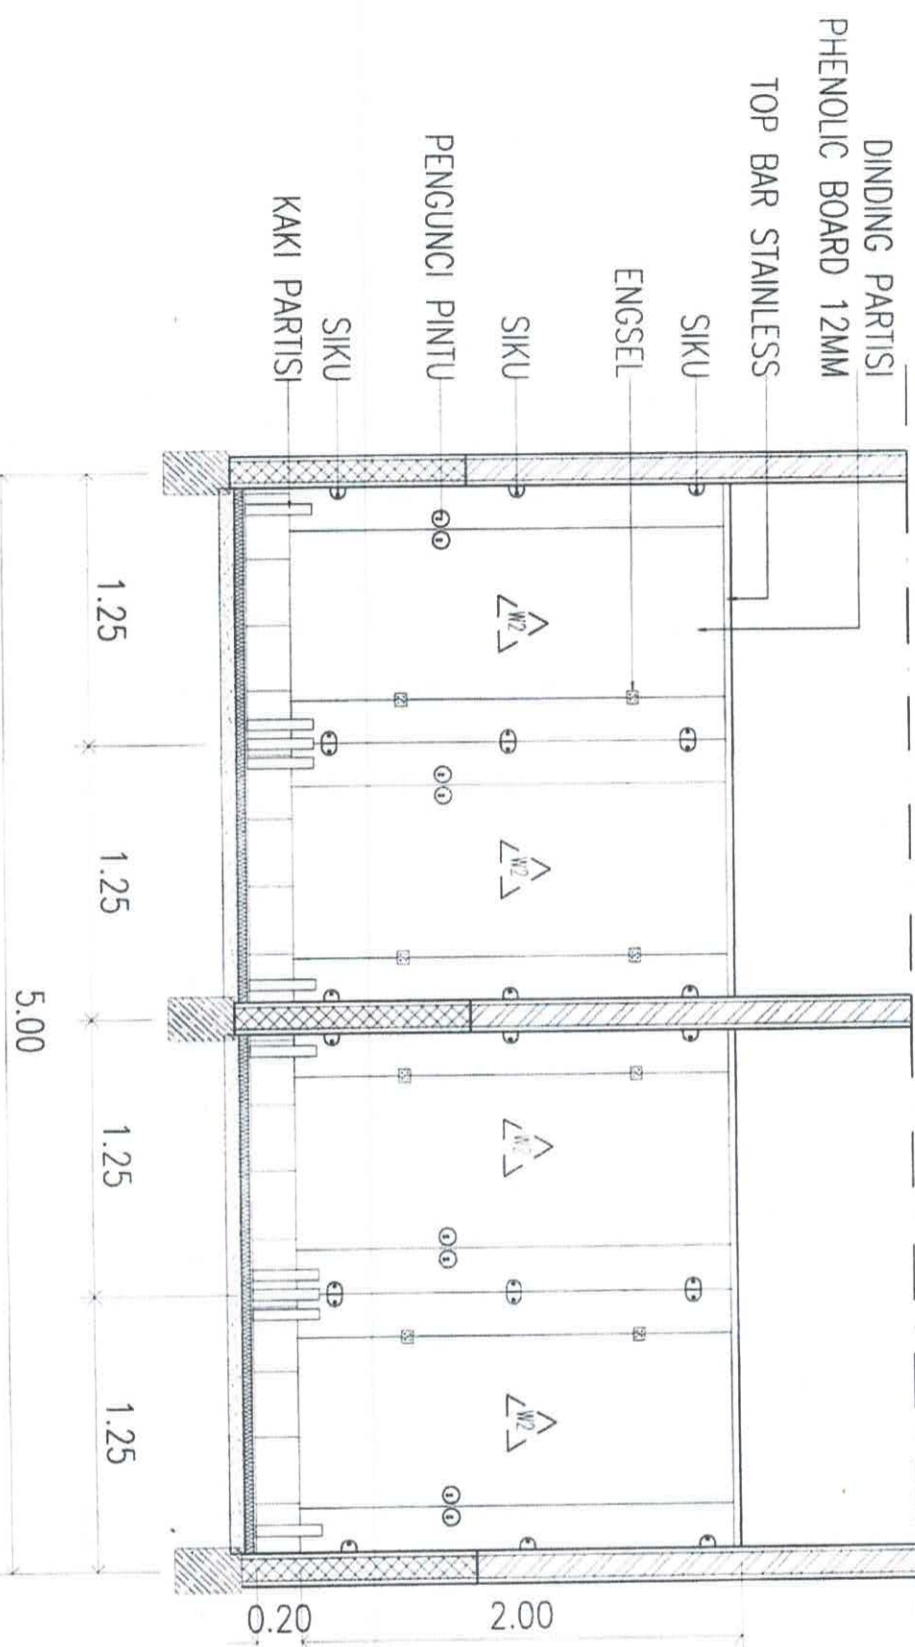 DINDING PARTISI
PHENOLIC BOARD 12MM
TOP BAR STAINLESS
SIKU
ENGSEL
SIKU
PENGUNCI PINTU
SIKU
KAKI PARTISI
W2
W2
W2
W2
2.00
0.20
1.25
1.25
1.25
1.25
5.00